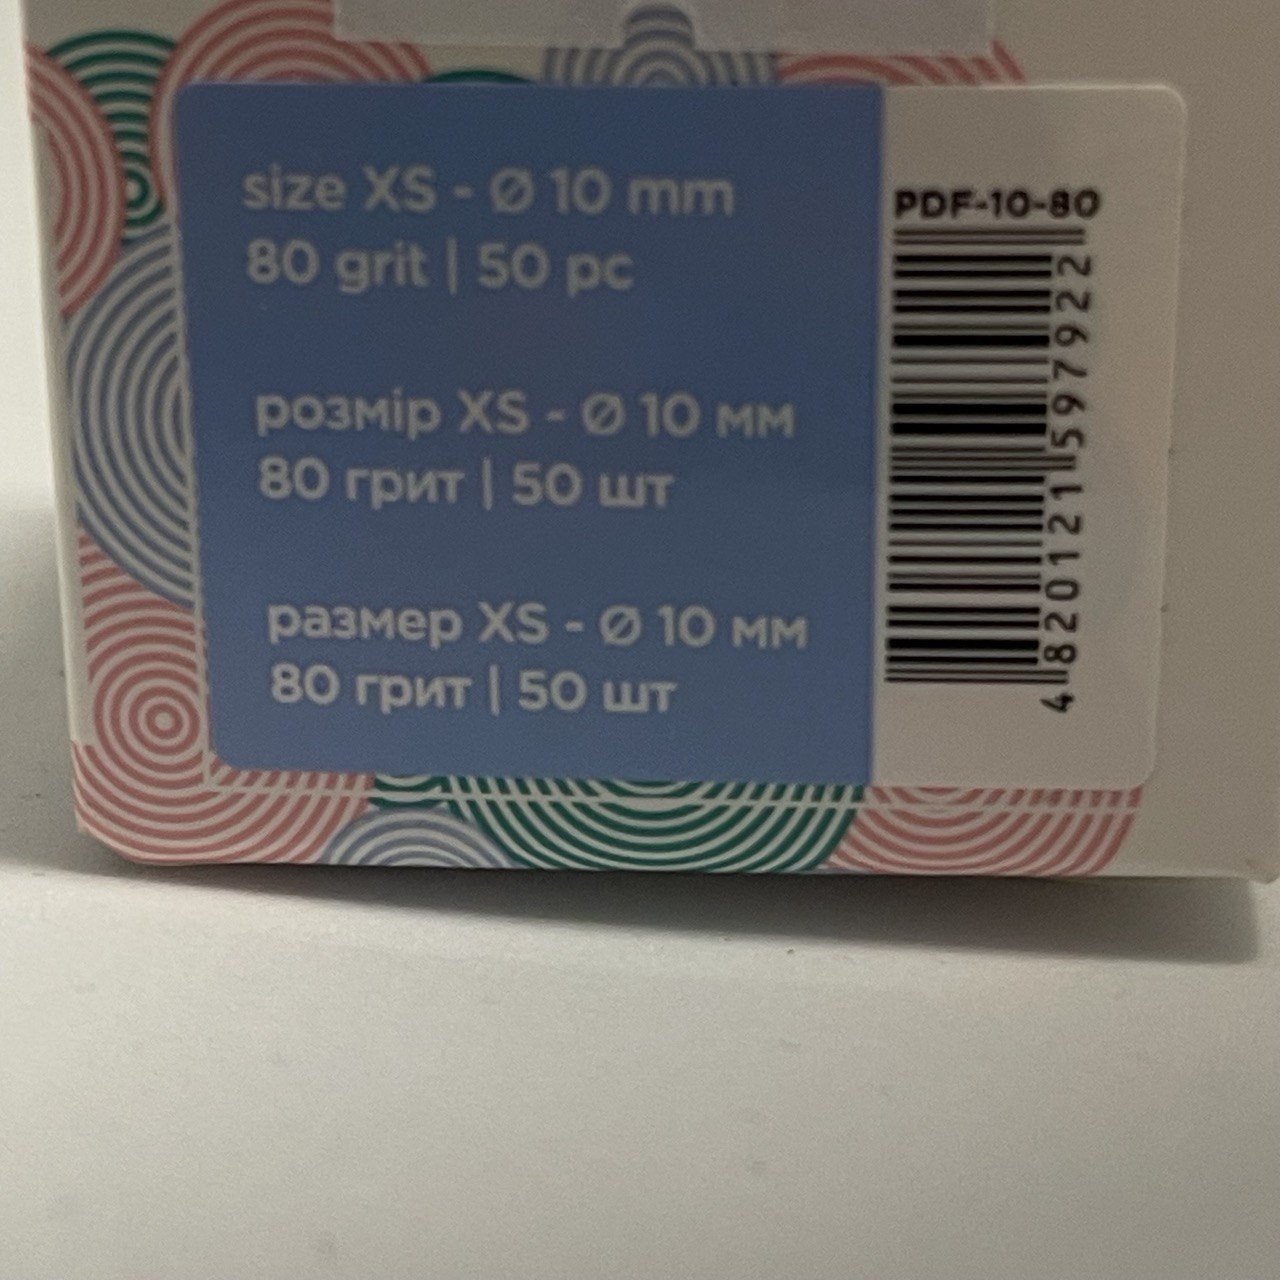 size XS - Ø 10 mm
80 grit | 50 pc
розмір XS - Ø 10 мм
80 грит | 50 шт
размер XS - Ø 10 мм
80 грит | 50 шт
PDF-10-80
4820121597922